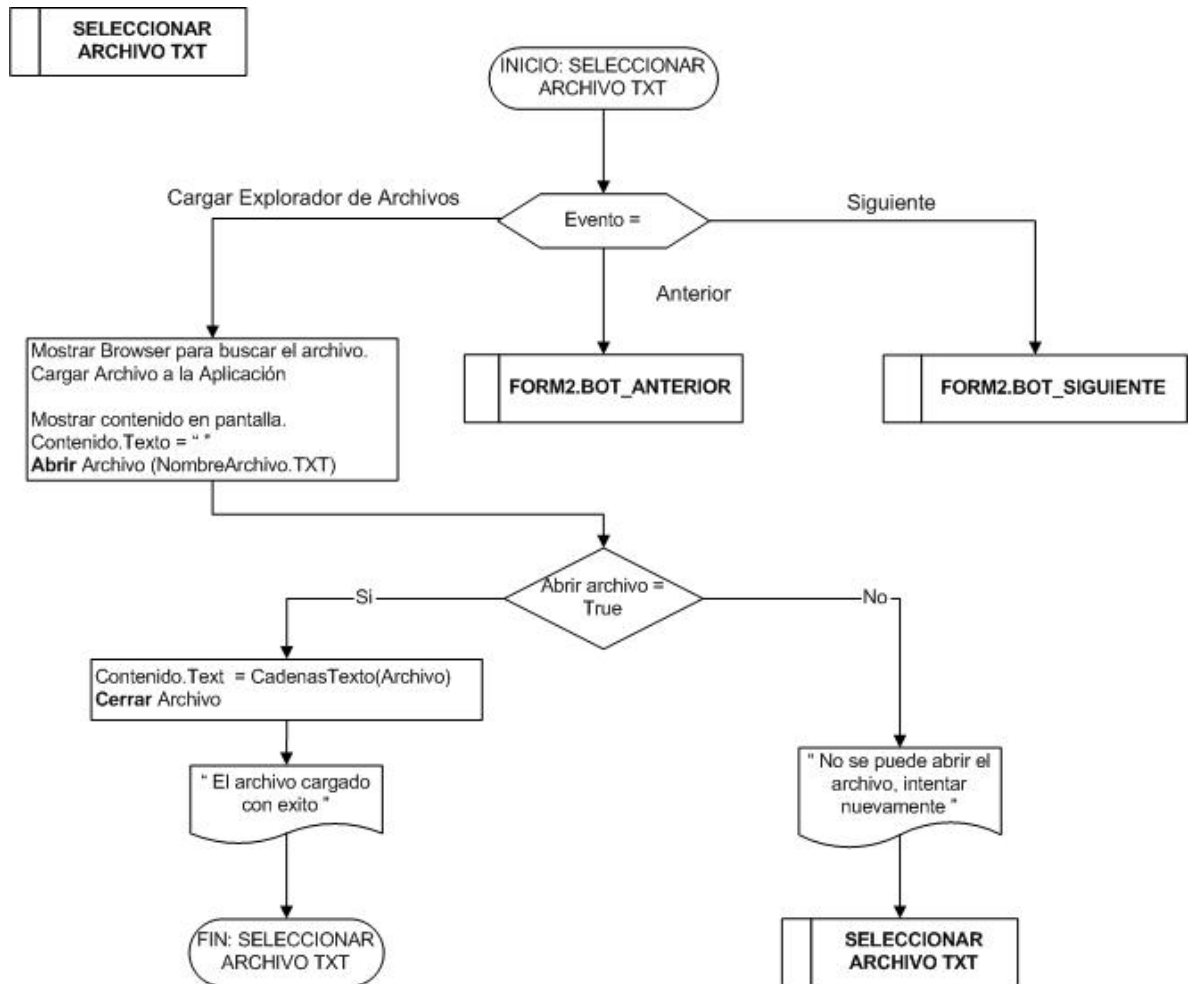 SELECCIONAR
ARCHIVO TXT
INICIO: SELECCIONAR
ARCHIVO TXT
Cargar Explorador de Archivos
Evento =
Siguiente
Anterior
Mostrar Browser para buscar el archivo.
Cargar Archivo a la Aplicación
Mostrar contenido en pantalla.
Contenido.Texto = “ ”
Abrir Archivo (NombreArchivo.TXT)
FORM2.BOT_ANTERIOR
FORM2.BOT_SIGUIENTE
Abrir archivo =
True
Si
No
Contenido.Text = CadenasTexto(Archivo)
Cerrar Archivo
“ El archivo cargado
con exito ”
“ No se puede abrir el
archivo, intentar
nuevamente ”
FIN: SELECCIONAR
ARCHIVO TXT
SELECCIONAR
ARCHIVO TXT